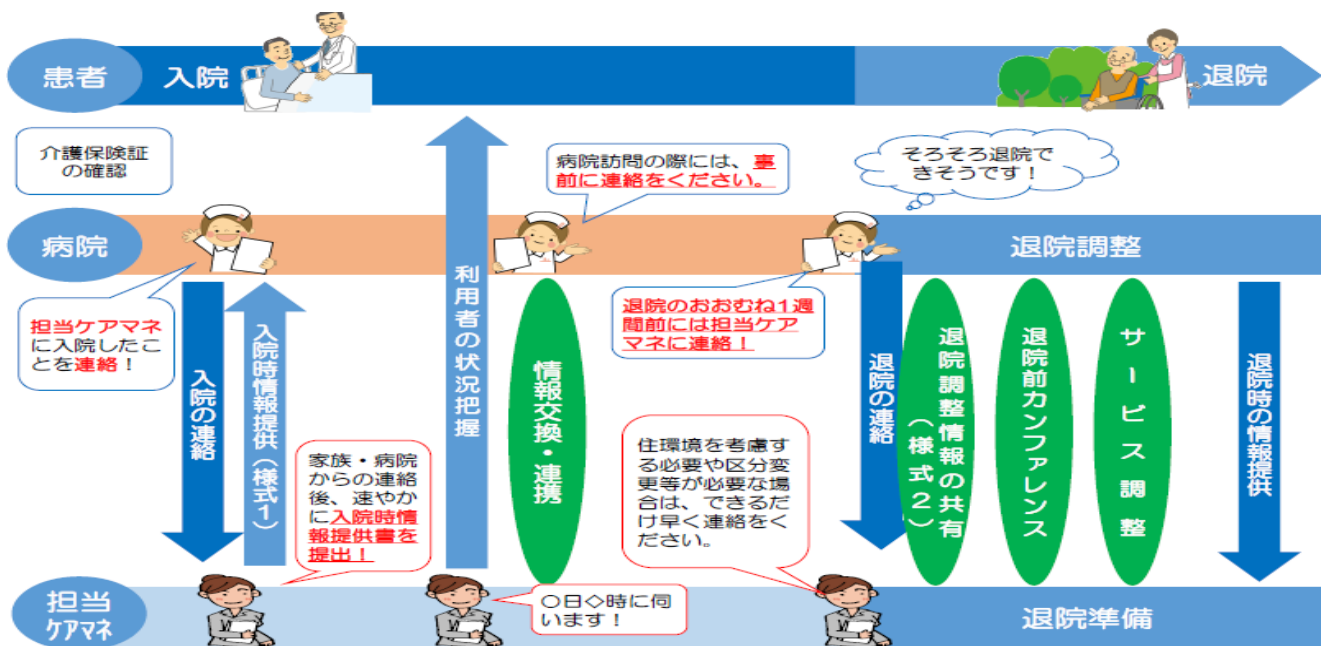 患者
入院
退院
介護保険証
の確認
病院訪問の際には、事
前に連絡をください。
そろそろ退院で
きそうです！
病院
退院調整
担当ケアマネ
に入院したこ
とを連絡！
入院の連絡
入院時情報提供（様式1）
家族・病院
からの連絡
後、速やか
に入院時情
報提供書を
提出！
利用者の状況把握
情報交換・連携
退院のおおむね1週
間前には担当ケア
マネに連絡！
住環境を考慮す
る必要や区分変
更等が必要な場
合は、できるだ
け早く連絡をく
ださい。
退院の連絡
退院調整情報の共有
（様式２）
退院前カンファレンス
サービス調整
退院時の情報提供
担当
ケアマネ
〇日◇時に伺
います！
退院準備